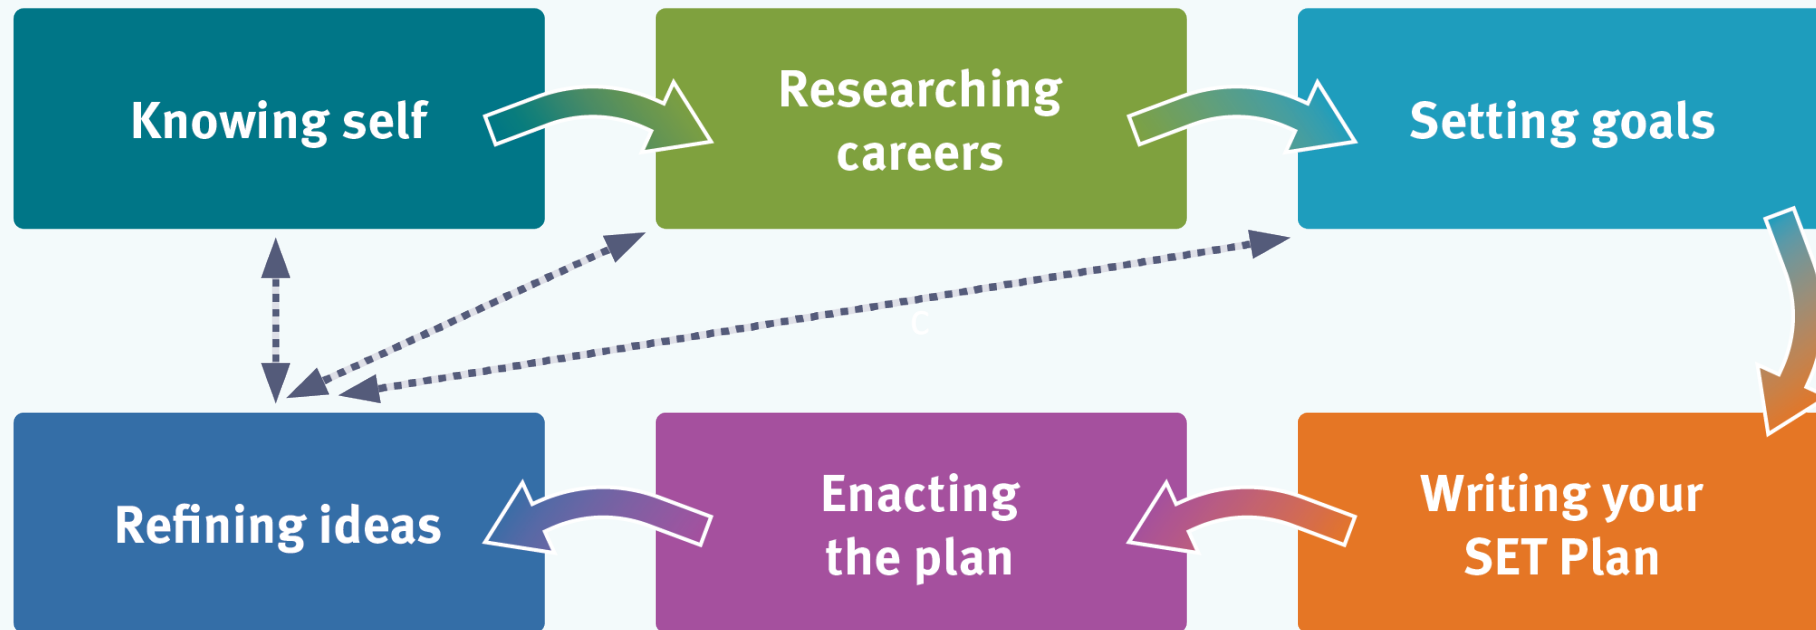 Knowing self
Researching
careers
Setting goals
c
Refining ideas
Enacting
the plan
Writing your
SET Plan